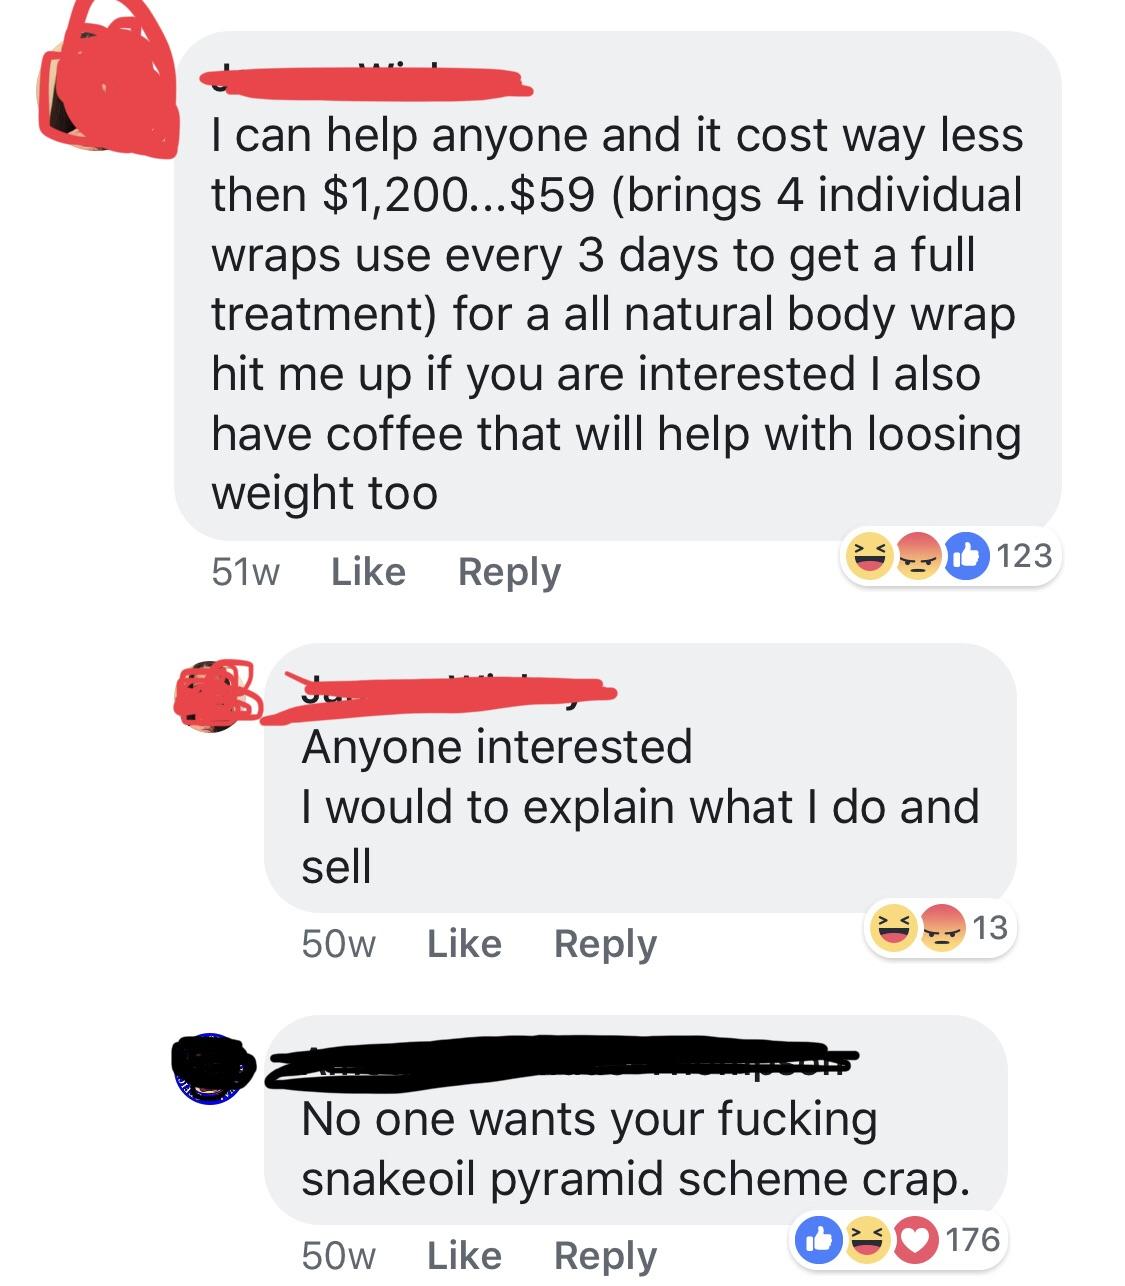 I can help anyone and it cost way less
then $1,200...$59 (brings 4 individual
wraps use every 3 days to get a full
treatment) for a all natural body wrap
hit me up if you are interested I also
have coffee that will help with loosing
weight too
51w Like Reply 123
Anyone interested
I would to explain what I do and
sell
50w Like Reply 13
No one wants your fucking
snakeoil pyramid scheme crap.
50w Like Reply 176